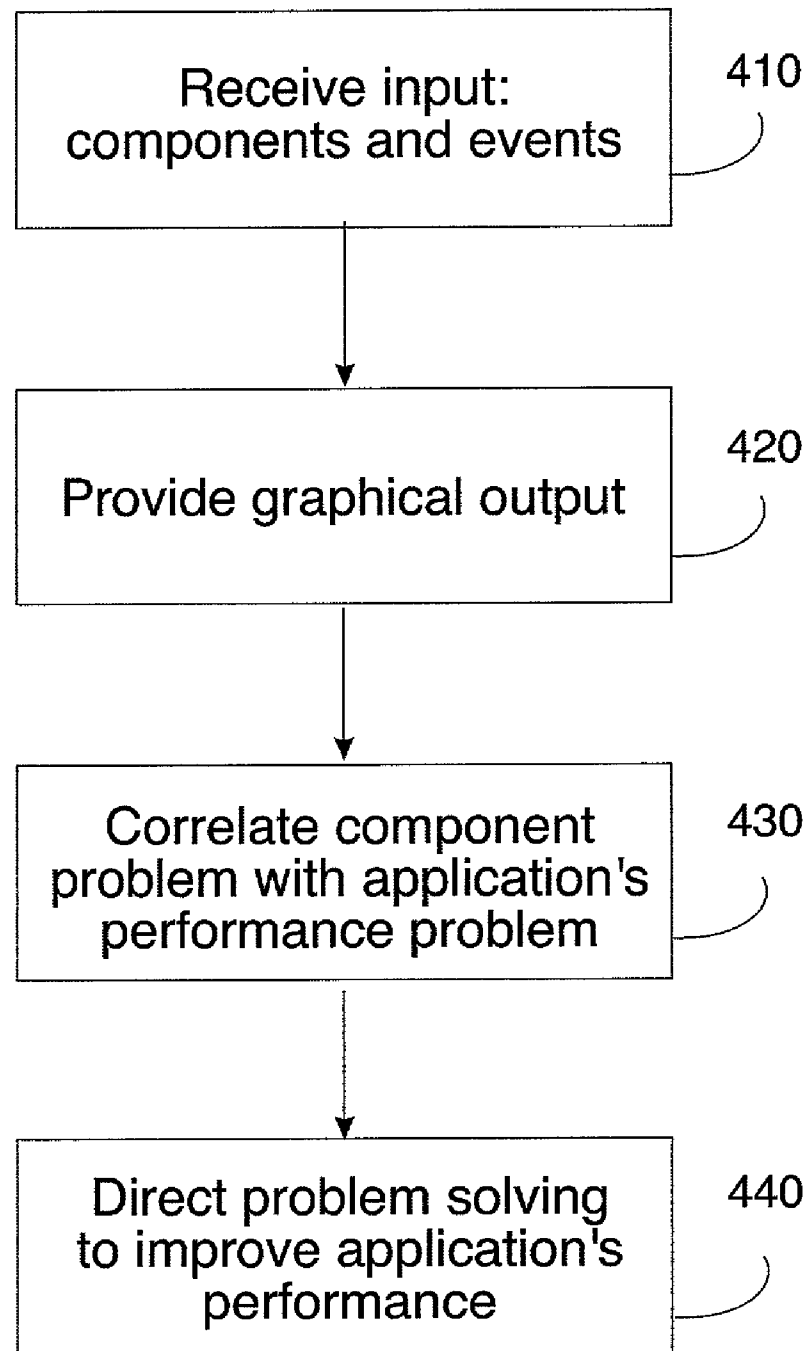 Receive input:
components and events
410
Provide graphical output
420
Correlate component
problem with application's
performance problem
430
Direct problem solving
to improve application's
performance
440